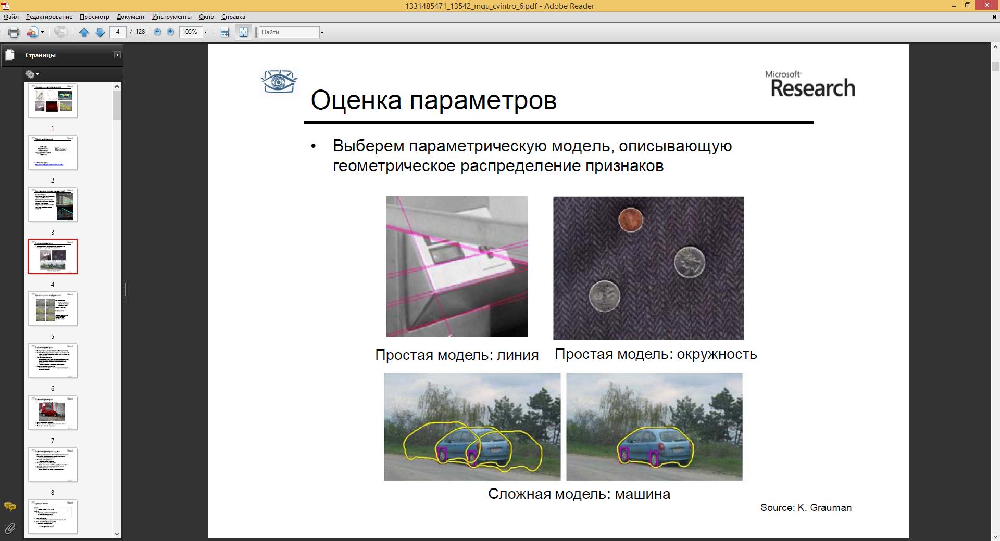 1331485471_13542_mgu_cvintro_6.pdf - Adobe Reader
Файл Редактирование Просмотр Документ Инструменты Окно Справка
4 / 128 105% Найти
Страницы
1
2
3
4
5
6
7
8
Microsoft
Research
Оценка параметров
• Выберем параметрическую модель, описывающую
геометрическое распределение признаков
Простая модель: линия
Простая модель: окружность
Сложная модель: машина
Source: K. Grauman